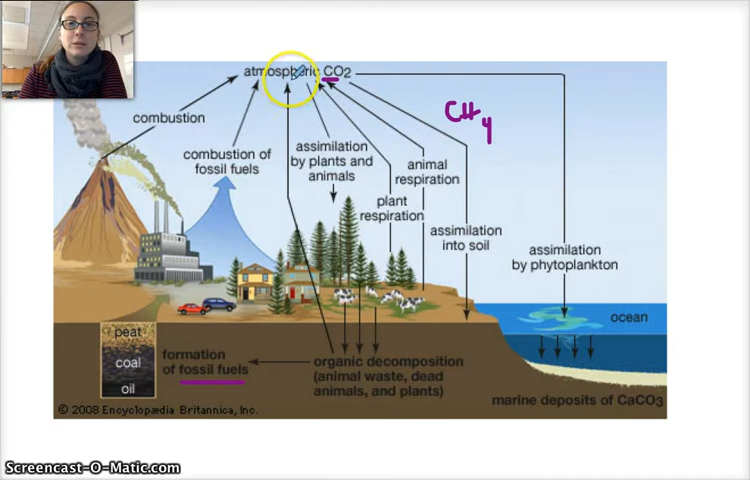 atmospheric CO2
CH4
combustion
combustion of
fossil fuels
assimilation
by plants and
animals
animal
respiration
plant
respiration
assimilation
into soil
assimilation
by phytoplankton
ocean
peat
coal
oil
formation
of fossil fuels
organic decomposition
(animal waste, dead
animals, and plants)
marine deposits of CaCO3
© 2008 Encyclopædia Britannica, Inc.
Screencast-O-Matic.com